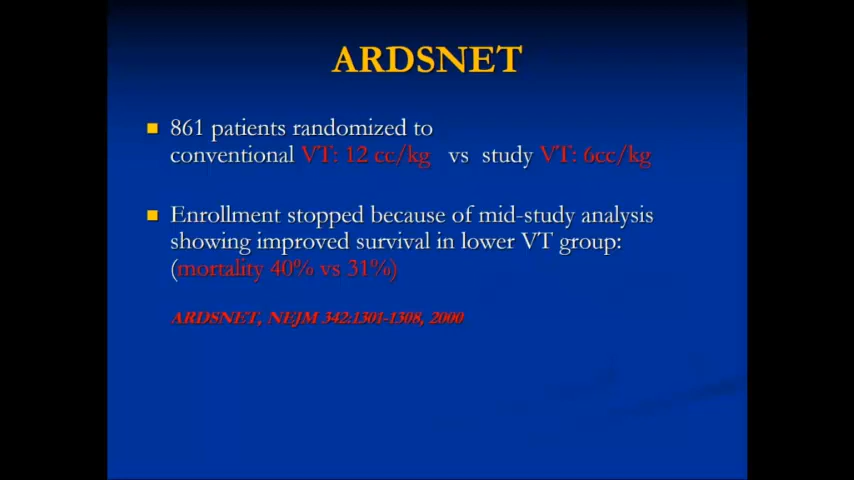 ARDSNET
861 patients randomized to
conventional VT: 12 cc/kg vs study VT: 6cc/kg
Enrollment stopped because of mid-study analysis
showing improved survival in lower VT group:
(mortality 40% vs 31%)
ARDSNET, NEJM 342:1301-1308, 2000